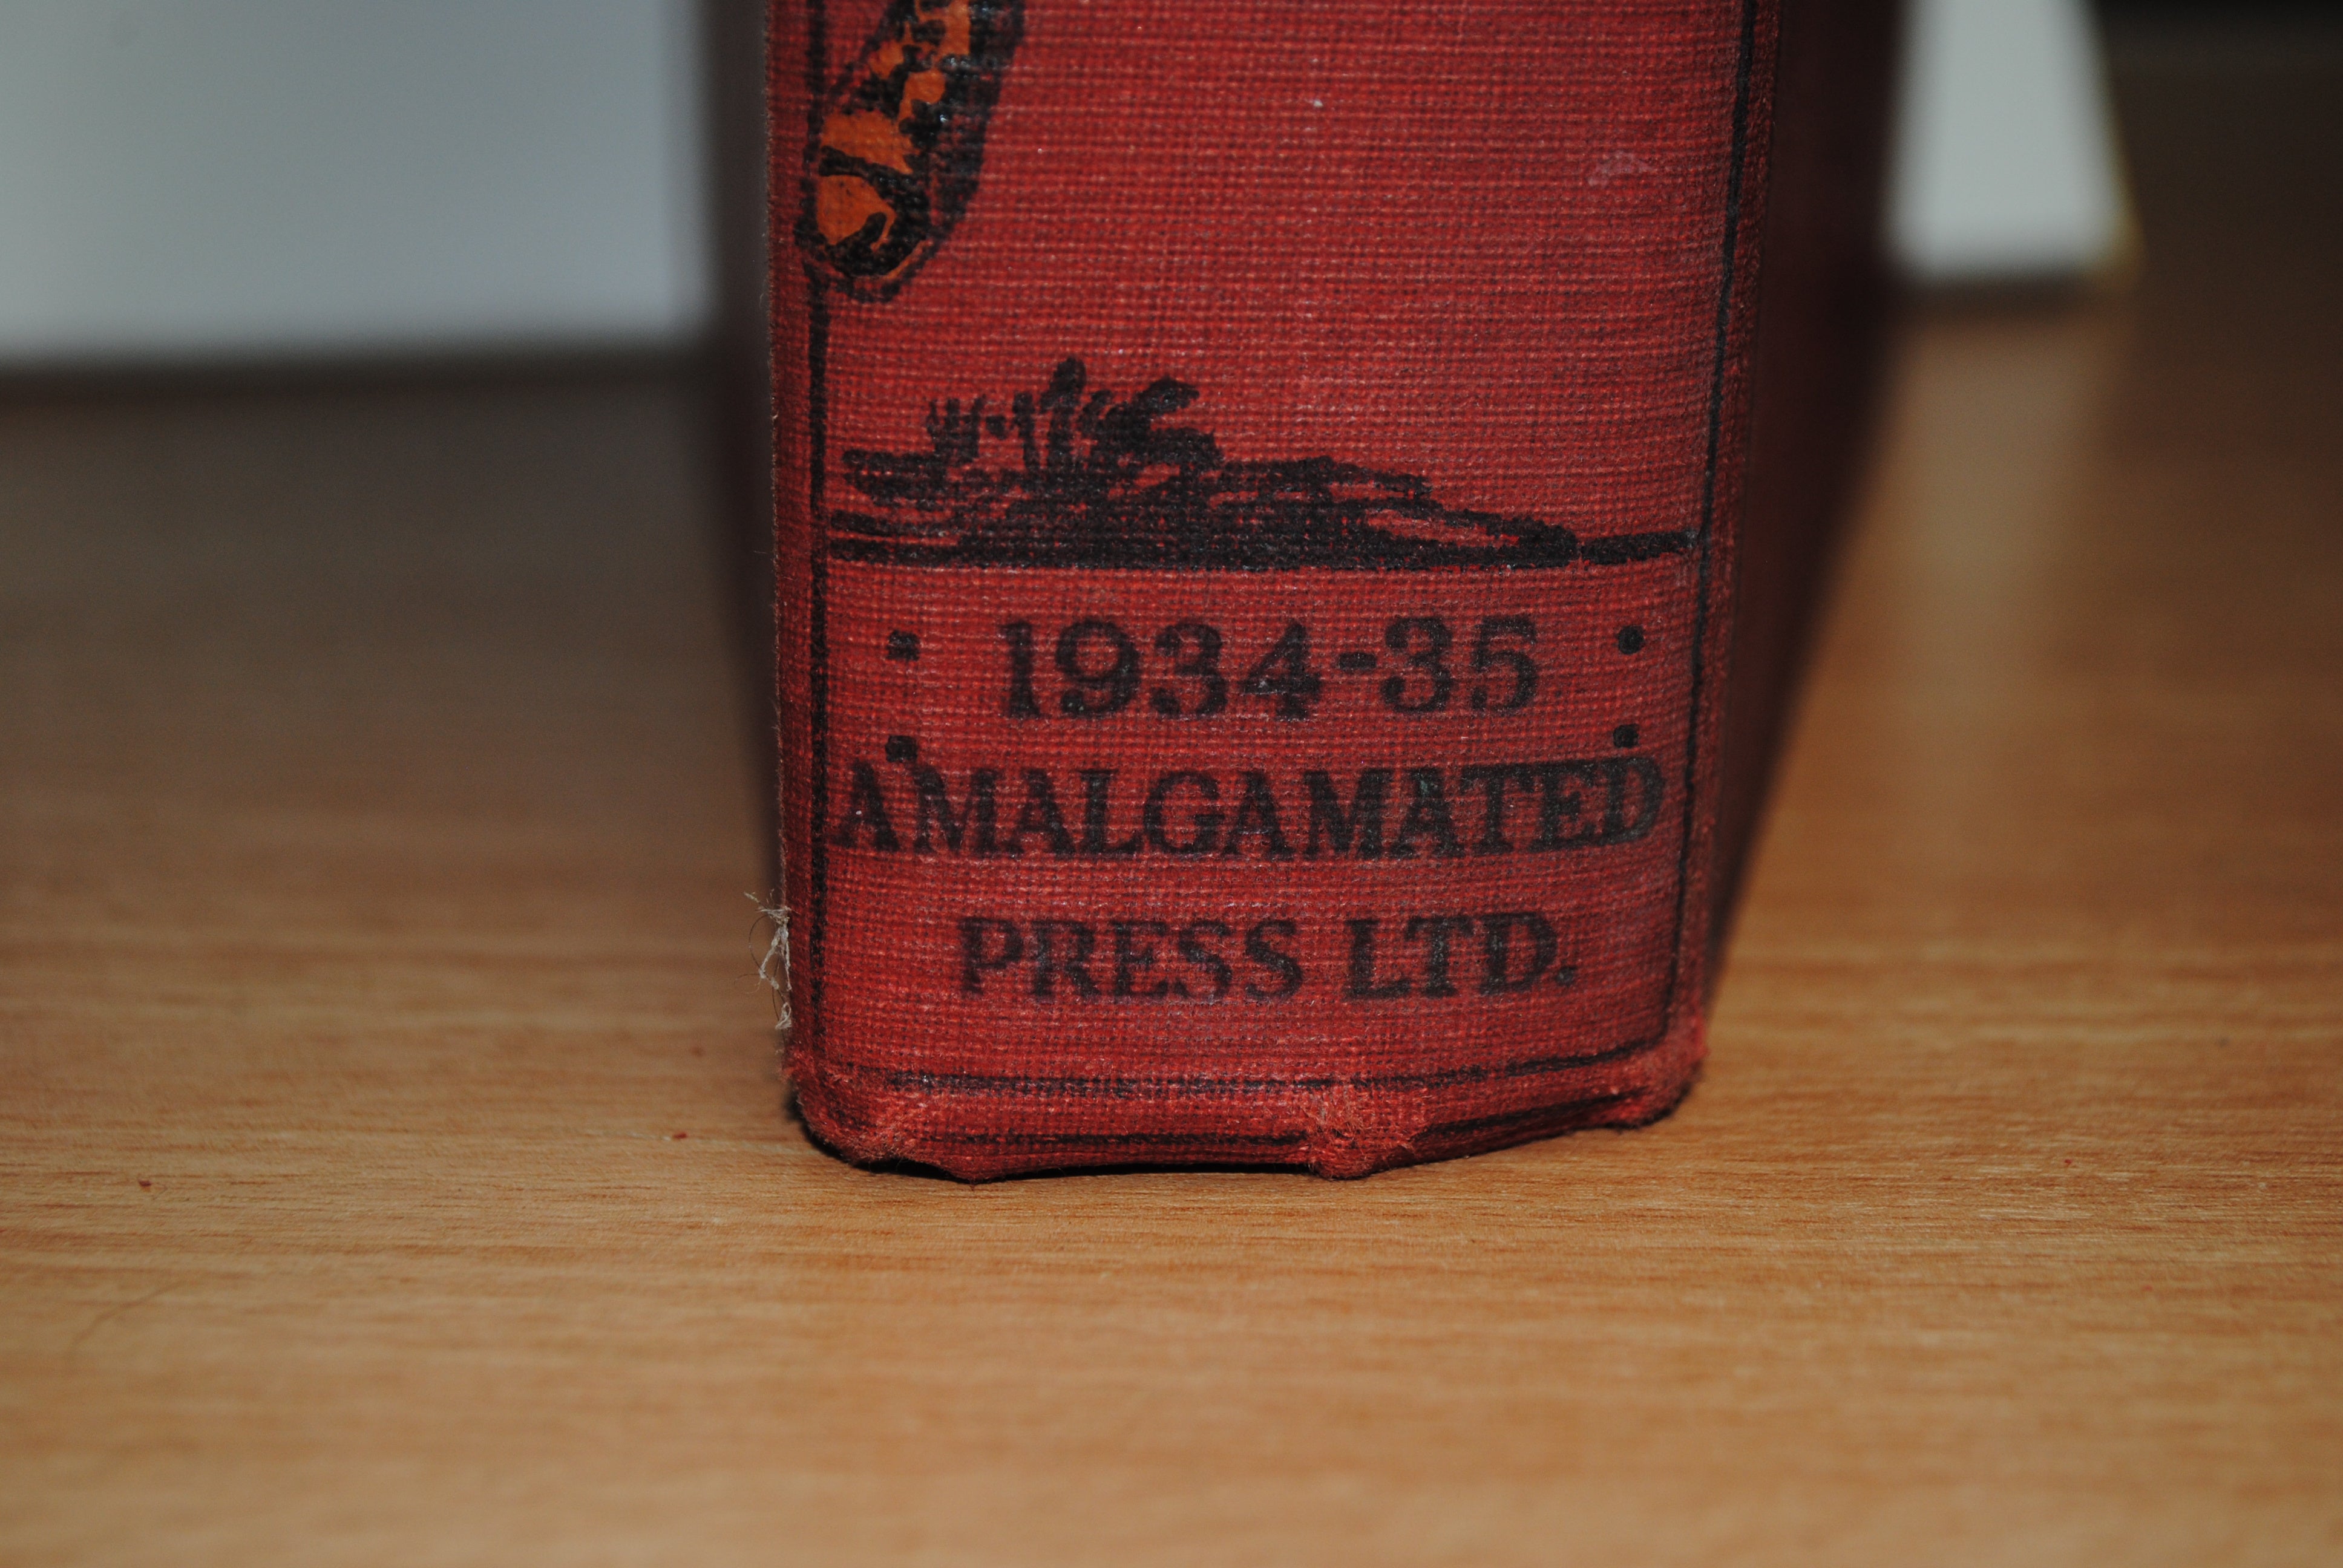 1934-35
AMALGAMATED
PRESS LTD.